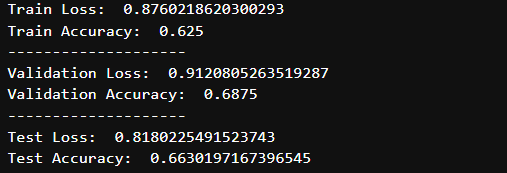 Train Loss:  0.8760218620300293
Train Accuracy:  0.625
--------------------
Validation Loss:  0.9120805263519287
Validation Accuracy:  0.6875
--------------------
Test Loss:  0.8180225491523743
Test Accuracy:  0.6630197167396545